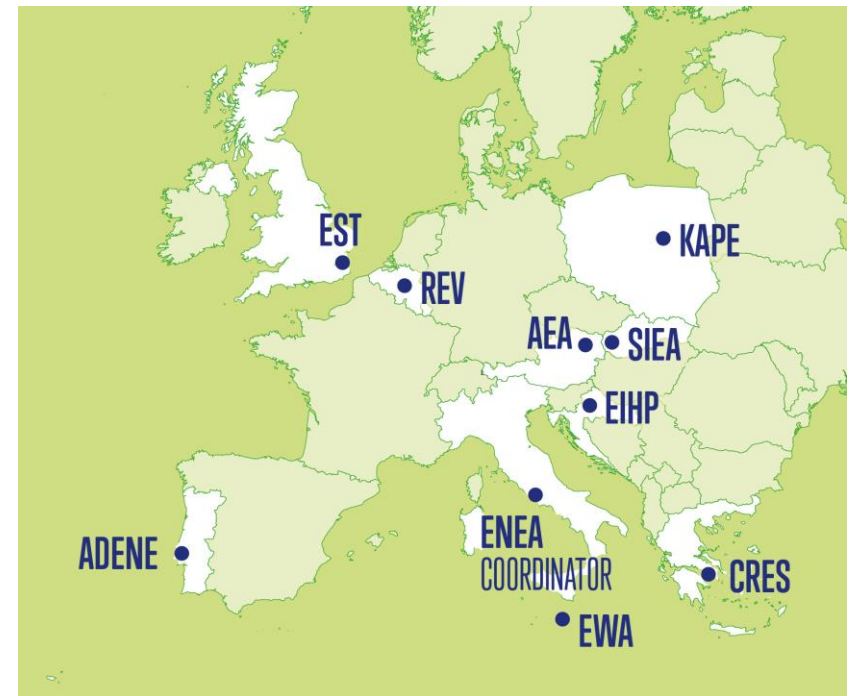 EST
KAPE
REV
AEA
SIEA
EIHP
ENEA
COORDINATOR
ADENE
CRES
EWA